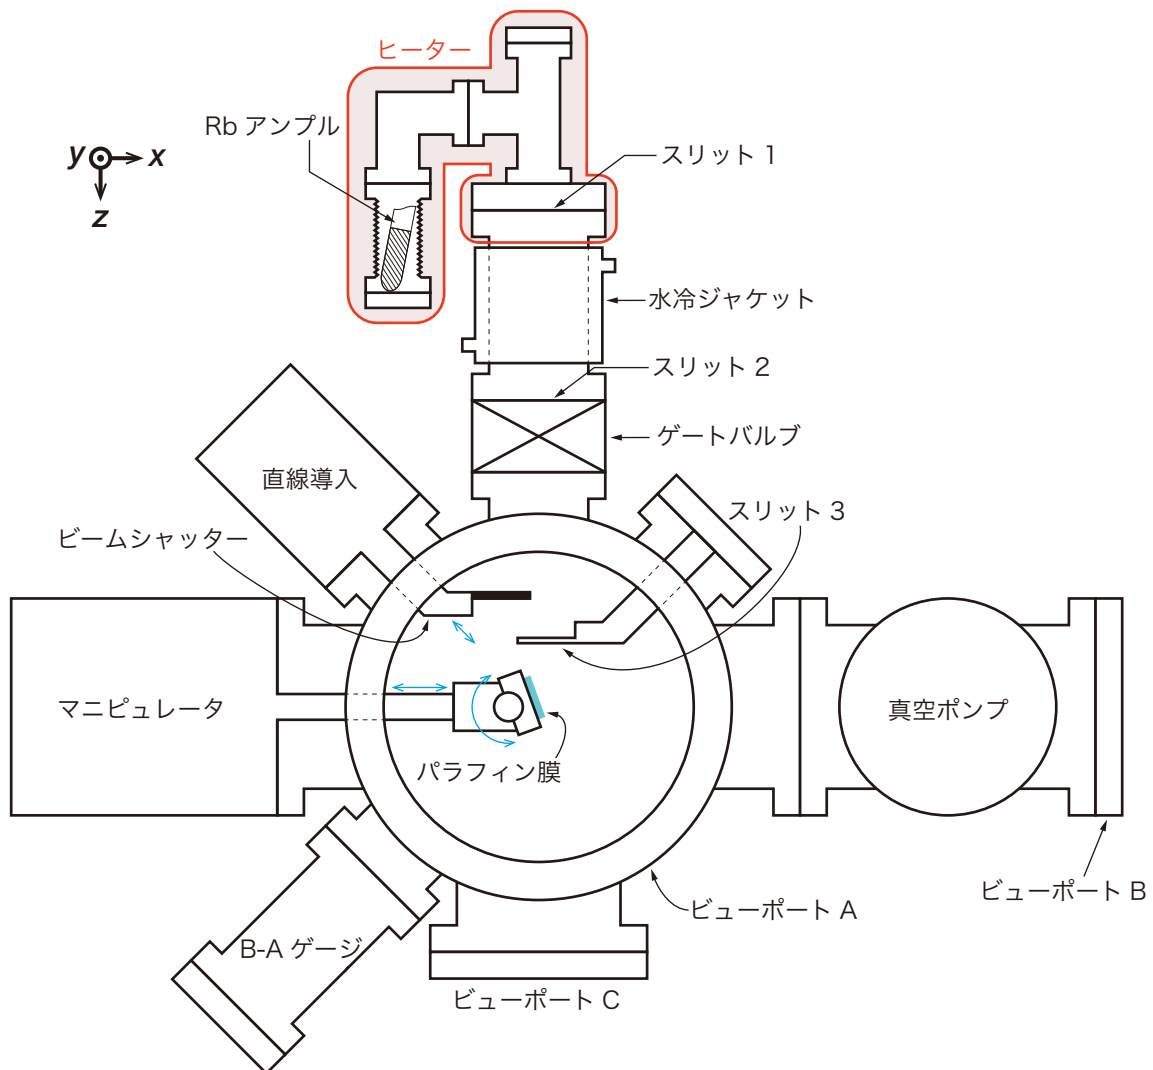 ヒーター
Rb アンプル
スリット 1
y
x
z
水冷ジャケット
スリット 2
ゲートバルブ
直線導入
スリット 3
ビームシャッター
マニピュレータ
真空ポンプ
パラフィン膜
ビューポート B
ビューポート A
B-A ゲージ
ビューポート C